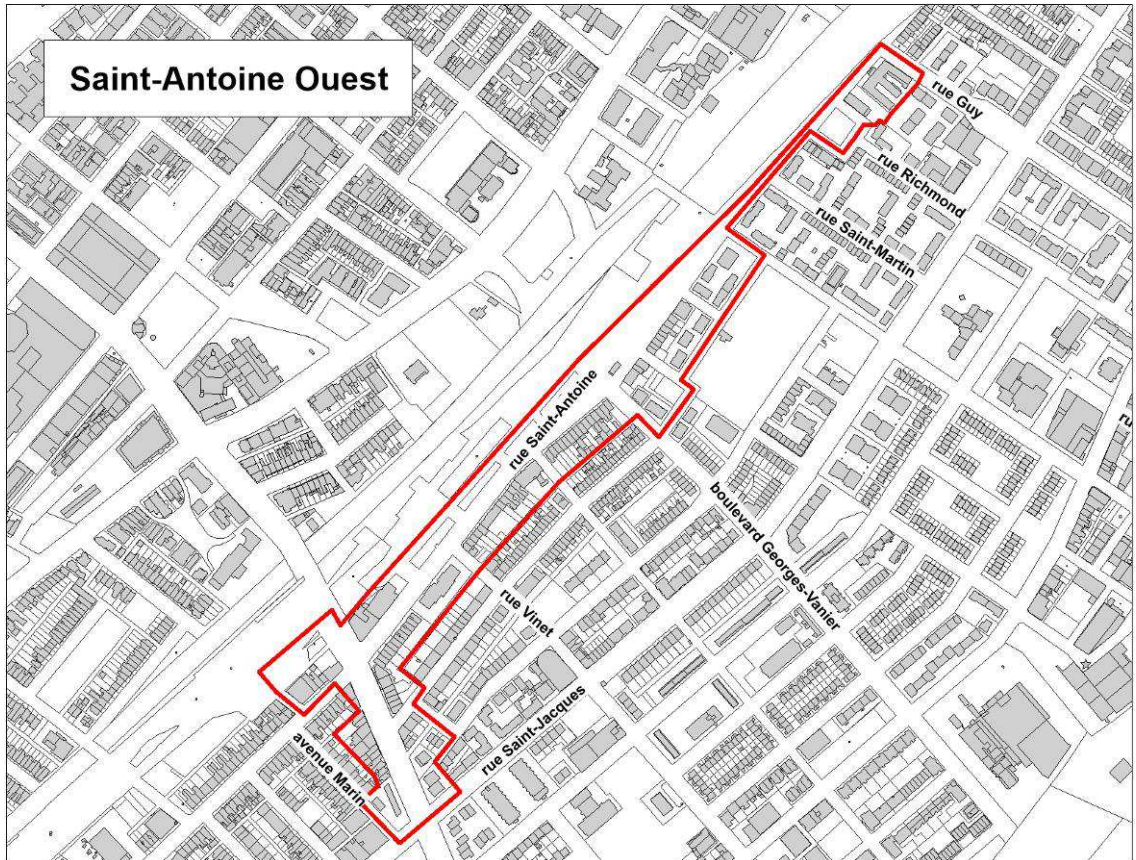 Saint-Antoine Ouest
rue Guy
rue Richmond
rue Saint-Martin
rue Saint-Antoine
boulevard Georges-Vanier
rue Vinet
rue Saint-Jacques
avenue Marin